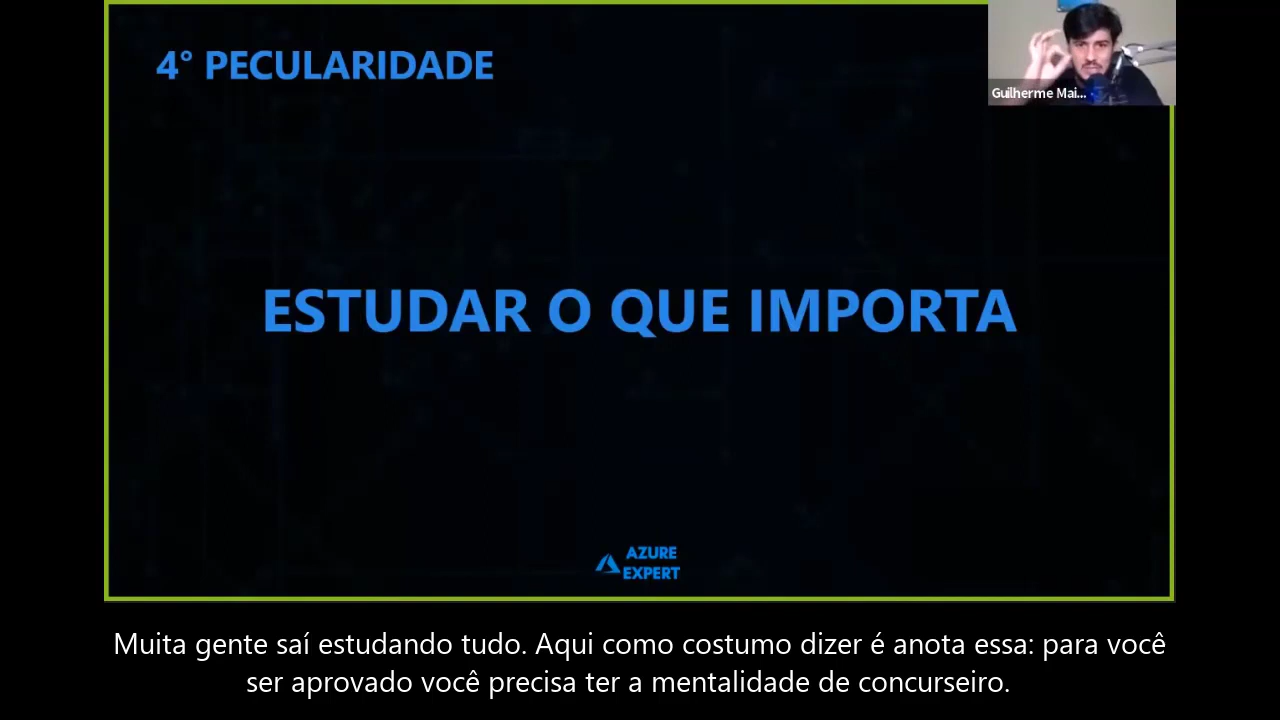 4° PECULARIDADE
Guilherme Mai...
ESTUDAR O QUE IMPORTA
AZURE
EXPERT
Muita gente saí estudando tudo. Aqui como costumo dizer é anota essa: para você
ser aprovado você precisa ter a mentalidade de concurseiro.